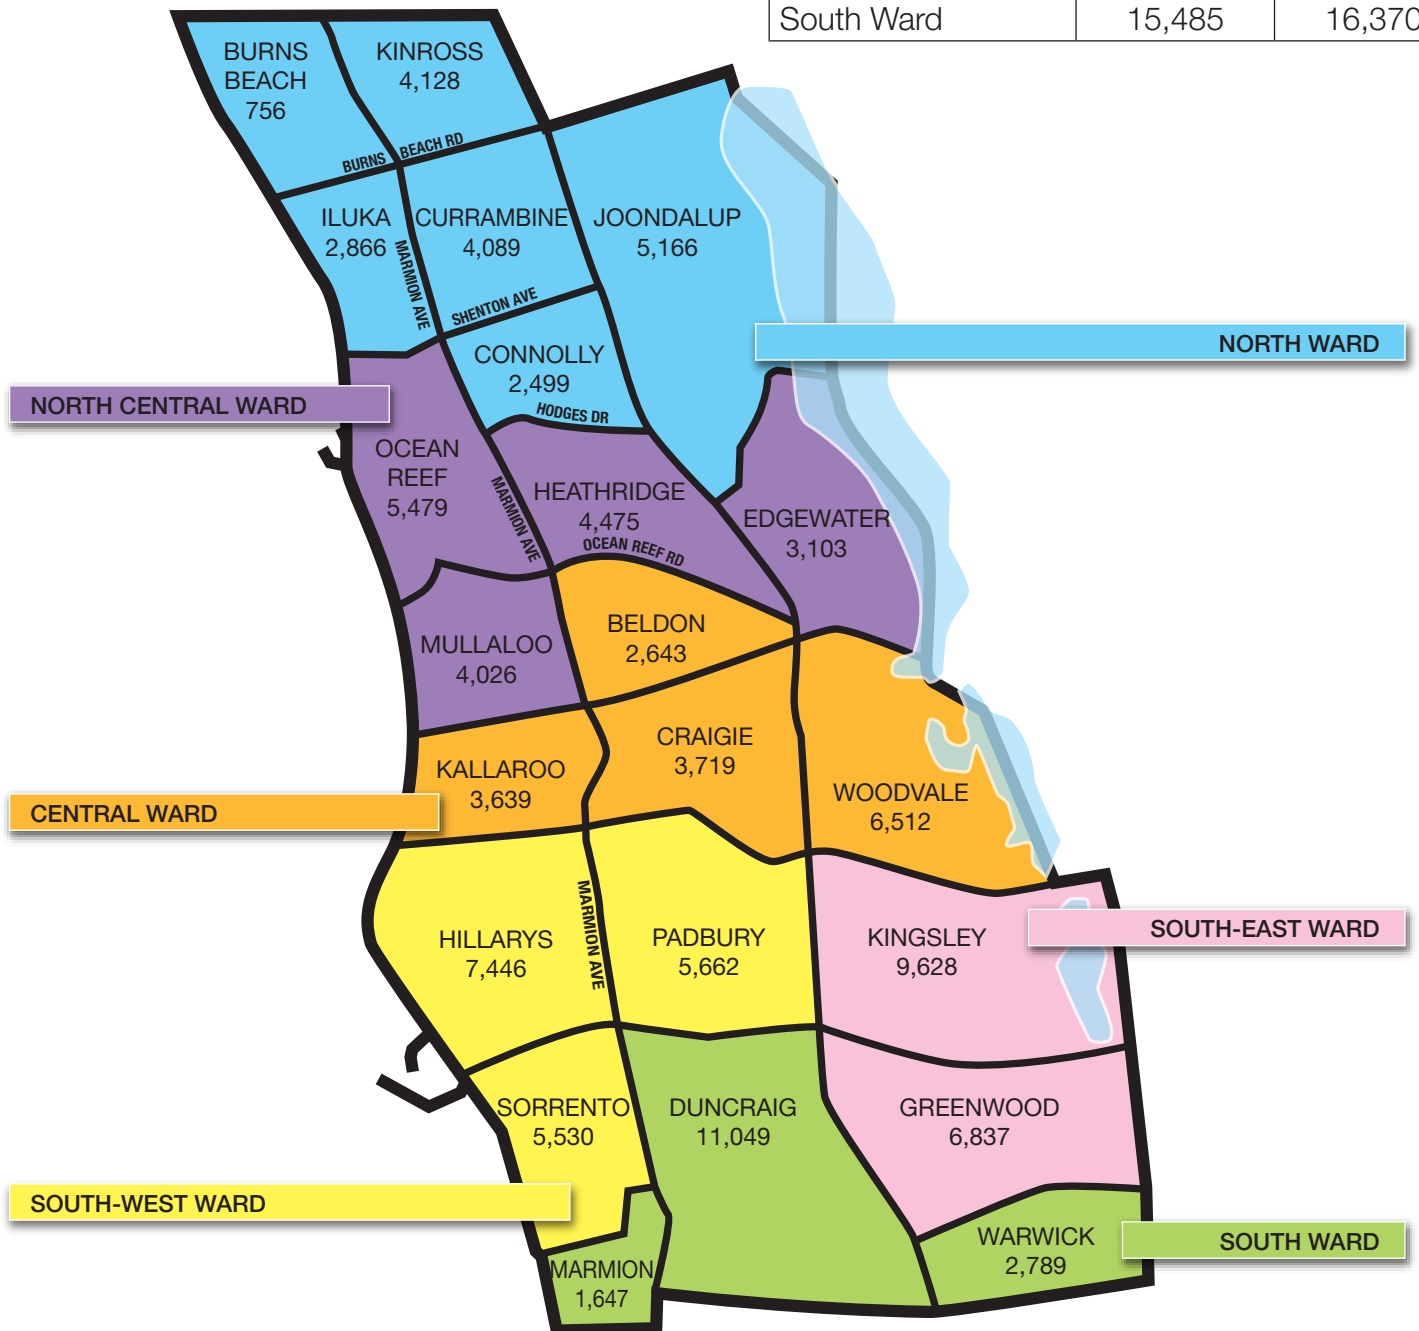 South Ward 15,485 16,370
BURNS
BEACH
756
KINROSS
4,128
BURNS BEACH RD
ILUKA
2,866
MARMION AVE
CURRAMBINE
4,089
JOONDALUP
5,166
SHENTON AVE
CONNOLLY
2,499
HODGES DR
NORTH WARD
NORTH CENTRAL WARD
OCEAN
REEF
5,479
MARMION AVE
HEATHRIDGE
4,475
OCEAN REEF RD
EDGEWATER
3,103
MULLALOO
4,026
BELDON
2,643
KALLAROO
3,639
CRAIGIE
3,719
WOODVALE
6,512
CENTRAL WARD
HILLARYS
7,446
MARMION AVE
PADBURY
5,662
KINGSLEY
9,628
SOUTH-EAST WARD
SORRENTO
5,530
DUNCRAIG
11,049
GREENWOOD
6,837
SOUTH-WEST WARD
MARMION
1,647
WARWICK
2,789
SOUTH WARD